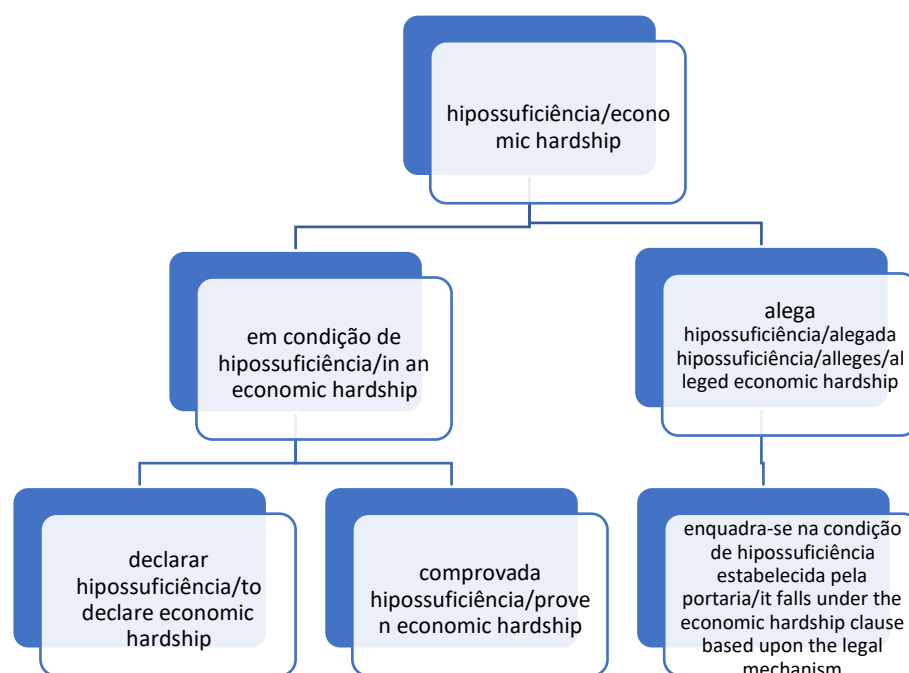 hipossuficiência/econo
mic hardship
em condição de
hipossuficiência/in an
economic hardship
alega
hipossuficiência/alegada
hipossuficiência/alleges/al
leged economic hardship
declarar
hipossuficiência/to
declare economic
hardship
comprovada
hipossuficiência/prove
n economic hardship
enquadra-se na condição
de hipossuficiência
estabelecida pela
portaria/it falls under the
economic hardship clause
based upon the legal
mechanism